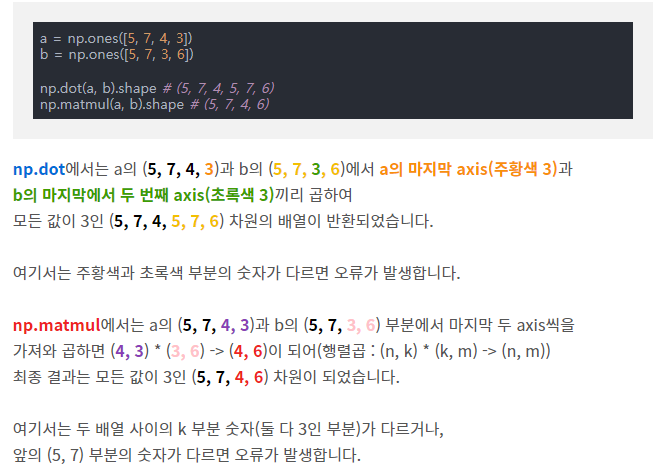 a = np.ones([5, 7, 4, 3])
b = np.ones([5, 7, 3, 6])
np.dot(a, b).shape # (5, 7, 4, 5, 7, 6)
np.matmul(a, b).shape # (5, 7, 4, 6)
np.dot에서는 a의 (5, 7, 4, 3)과 b의 (5, 7, 3, 6)에서 a의 마지막 axis(주황색 3)과
b의 마지막에서 두 번째 axis(초록색 3)끼리 곱하여
모든 값이 3인 (5, 7, 4, 5, 7, 6) 차원의 배열이 반환되었습니다.
여기서는 주황색과 초록색 부분의 숫자가 다르면 오류가 발생합니다.
np.matmul에서는 a의 (5, 7, 4, 3)과 b의 (5, 7, 3, 6) 부분에서 마지막 두 axis씩을
가져와 곱하면 (4, 3) * (3, 6) -> (4, 6)이 되어(행렬곱 : (n, k) * (k, m) -> (n, m))
최종 결과는 모든 값이 3인 (5, 7, 4, 6) 차원이 되었습니다.
여기서는 두 배열 사이의 k 부분 숫자(둘 다 3인 부분)가 다르거나,
앞의 (5, 7) 부분의 숫자가 다르면 오류가 발생합니다.